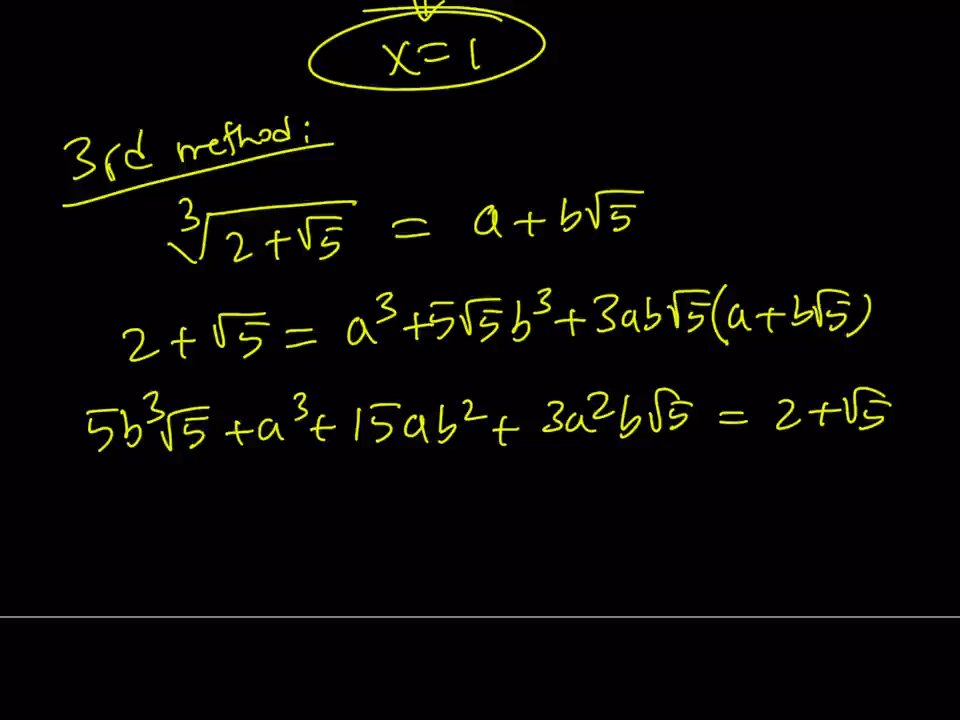 x=1
3rd method:
∛(2+√5) = a+b√5
2+√5 = a³+5√5b³+3ab√5(a+b√5)
5b³√5+a³+15ab²+3a²b√5 = 2+√5